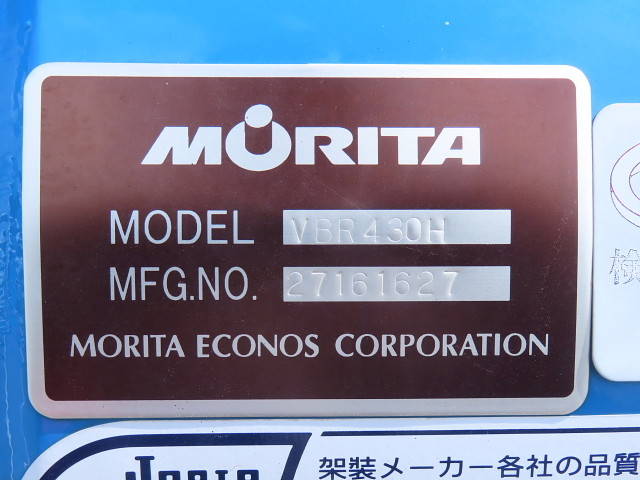 MORITA
MODEL VBR430H
MFG.NO. 27161627
MORITA ECONOS CORPORATION
検
架装メーカー各社の品質